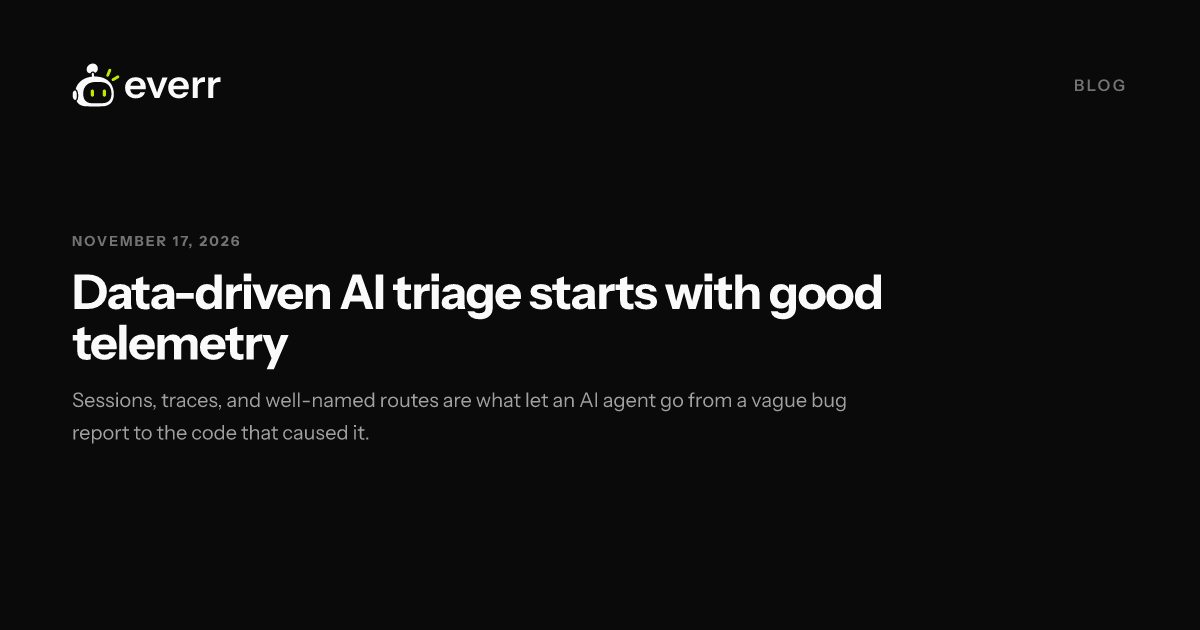 everr
BLOG
NOVEMBER 17, 2026
Data-driven AI triage starts with good
telemetry
Sessions, traces, and well-named routes are what let an AI agent go from a vague bug
report to the code that caused it.